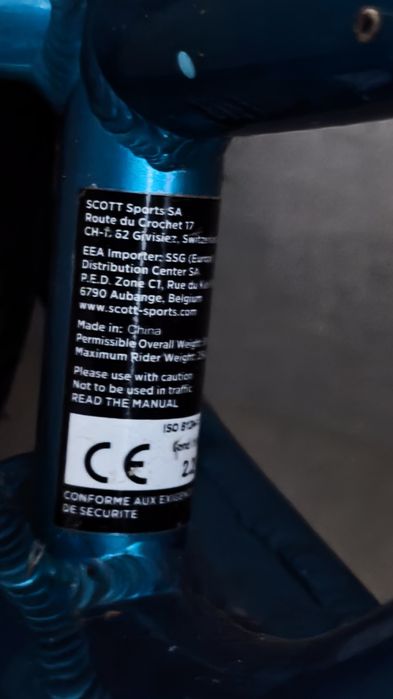 SCOTT Sports SA
Route du Crochet 17
Givisiez,
EEA Importer: SSG
Distribution Center SA
P.E.D. Zone C1, Rue du
6790 Aubange, Belgium
www.scott-sports.com
Made in: China
Permissible Overall Weight:
Maximum Rider Weight:
Please use with caution
Not to be used in traffic
READ THE MANUAL
ISO
CE
CONFORME AUX
DE SECURITE